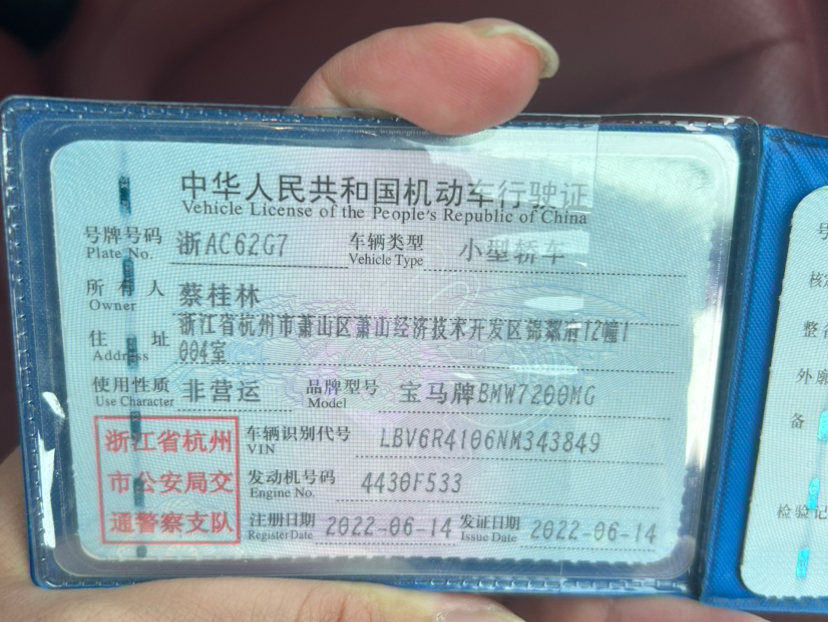 中华人民共和国机动车行驶证
Vehicle License of the People's Republic of China
号牌号码 浙AC62G7 车辆类型 小型轿车
Plate No. Vehicle Type
所有人 蔡桂林
Owner
住址 浙江省杭州市萧山区萧山经济技术开发区锦粼府12幢1
Address 004室
使用性质 非营运 品牌型号 宝马牌BMW7200MG
Use Character Model
浙江省杭州 车辆识别代号 LBV6R4106NM343849
VIN
市公安局交 发动机号码 4430F533
Engine No.
通警察支队 注册日期 2022-06-14 发证日期 2022-06-14
Register Date Issue Date
号
核
整
外廓
备
检验记